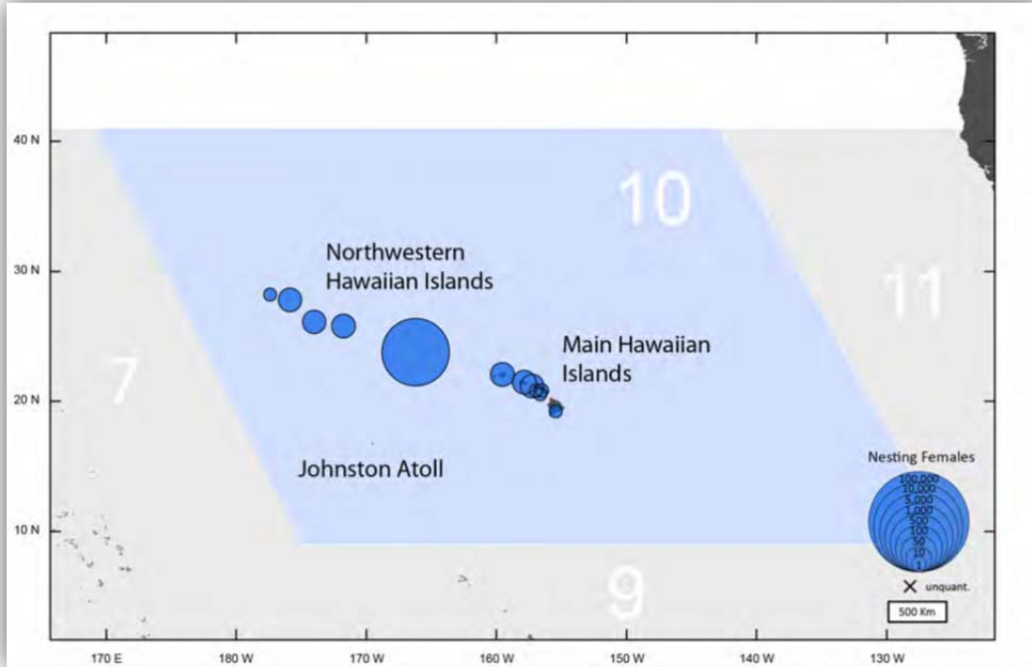 40 N
30 N
20 N
10 N
170 E
180 W
170 W
160 W
150 W
140 W
130 W
10
11
7
9
Northwestern
Hawaiian Islands
Main Hawaiian
Islands
Johnston Atoll
Nesting Females
100,000
10,000
5,000
1,000
500
100
50
10
1
unquant.
500 Km